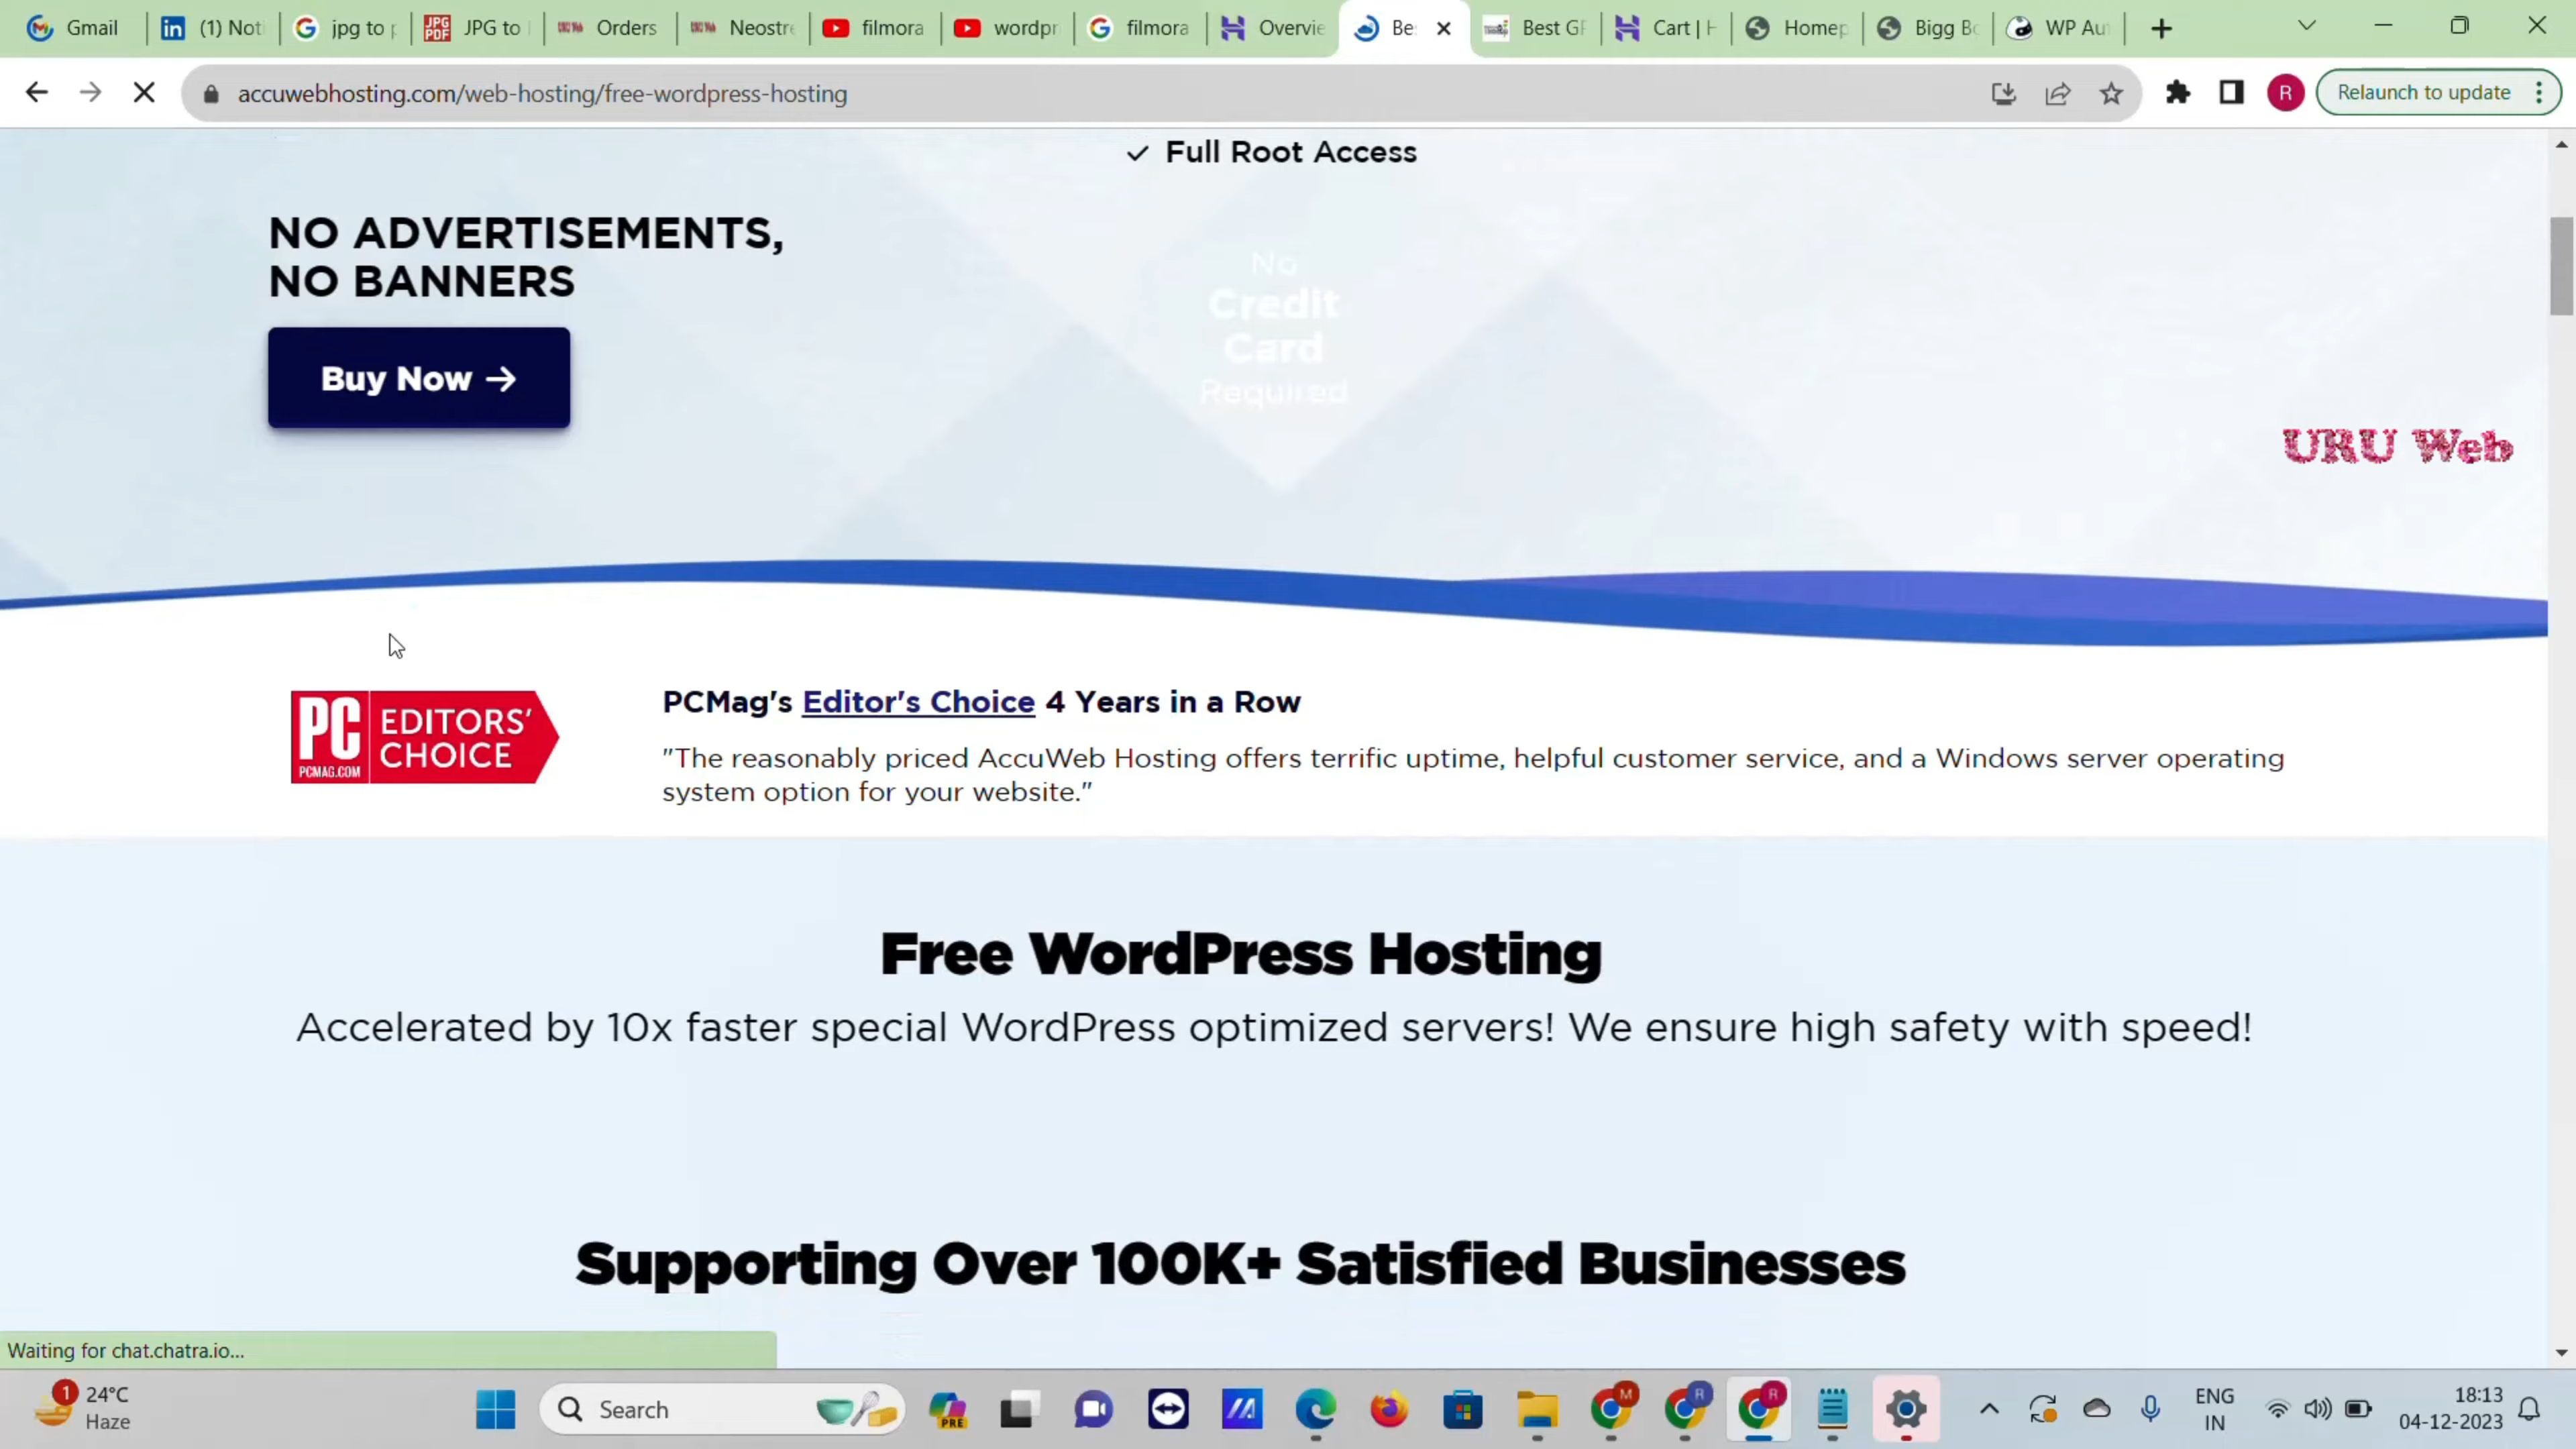 Gmail
(1) Not
jpg to p
JPG to
Orders
Neostre
filmora
wordpr
filmora
Overvie
Be
Best GF
Cart | H
Homep
Bigg Bo
WP Aut
accuwebhosting.com/web-hosting/free-wordpress-hosting
R
Relaunch to update
✓ Full Root Access
NO ADVERTISEMENTS,
NO BANNERS
Buy Now →
No
Credit
Card
Required
URU Web
PC
PCMAG.COM
EDITORS'
CHOICE
PCMag's Editor's Choice 4 Years in a Row
"The reasonably priced AccuWeb Hosting offers terrific uptime, helpful customer service, and a Windows server operating
system option for your website."
Free WordPress Hosting
Accelerated by 10x faster special WordPress optimized servers! We ensure high safety with speed!
Supporting Over 100K+ Satisfied Businesses
Waiting for chat.chatra.io...
1
24°C
Haze
Search
PRE
M
R
R
ENG
IN
18:13
04-12-2023